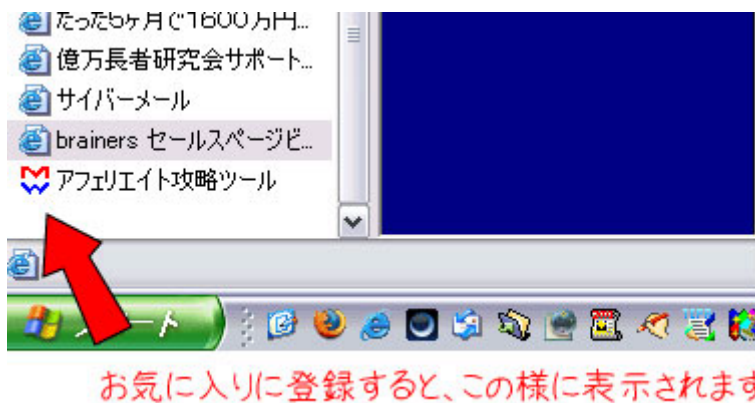 たった5ヶ月で1600万円...
億万長者研究会サポート...
サイバーメール
brainers セールスページビ...
アフェリエイト攻略ツール
お気に入りに登録すると、この様に表示されます